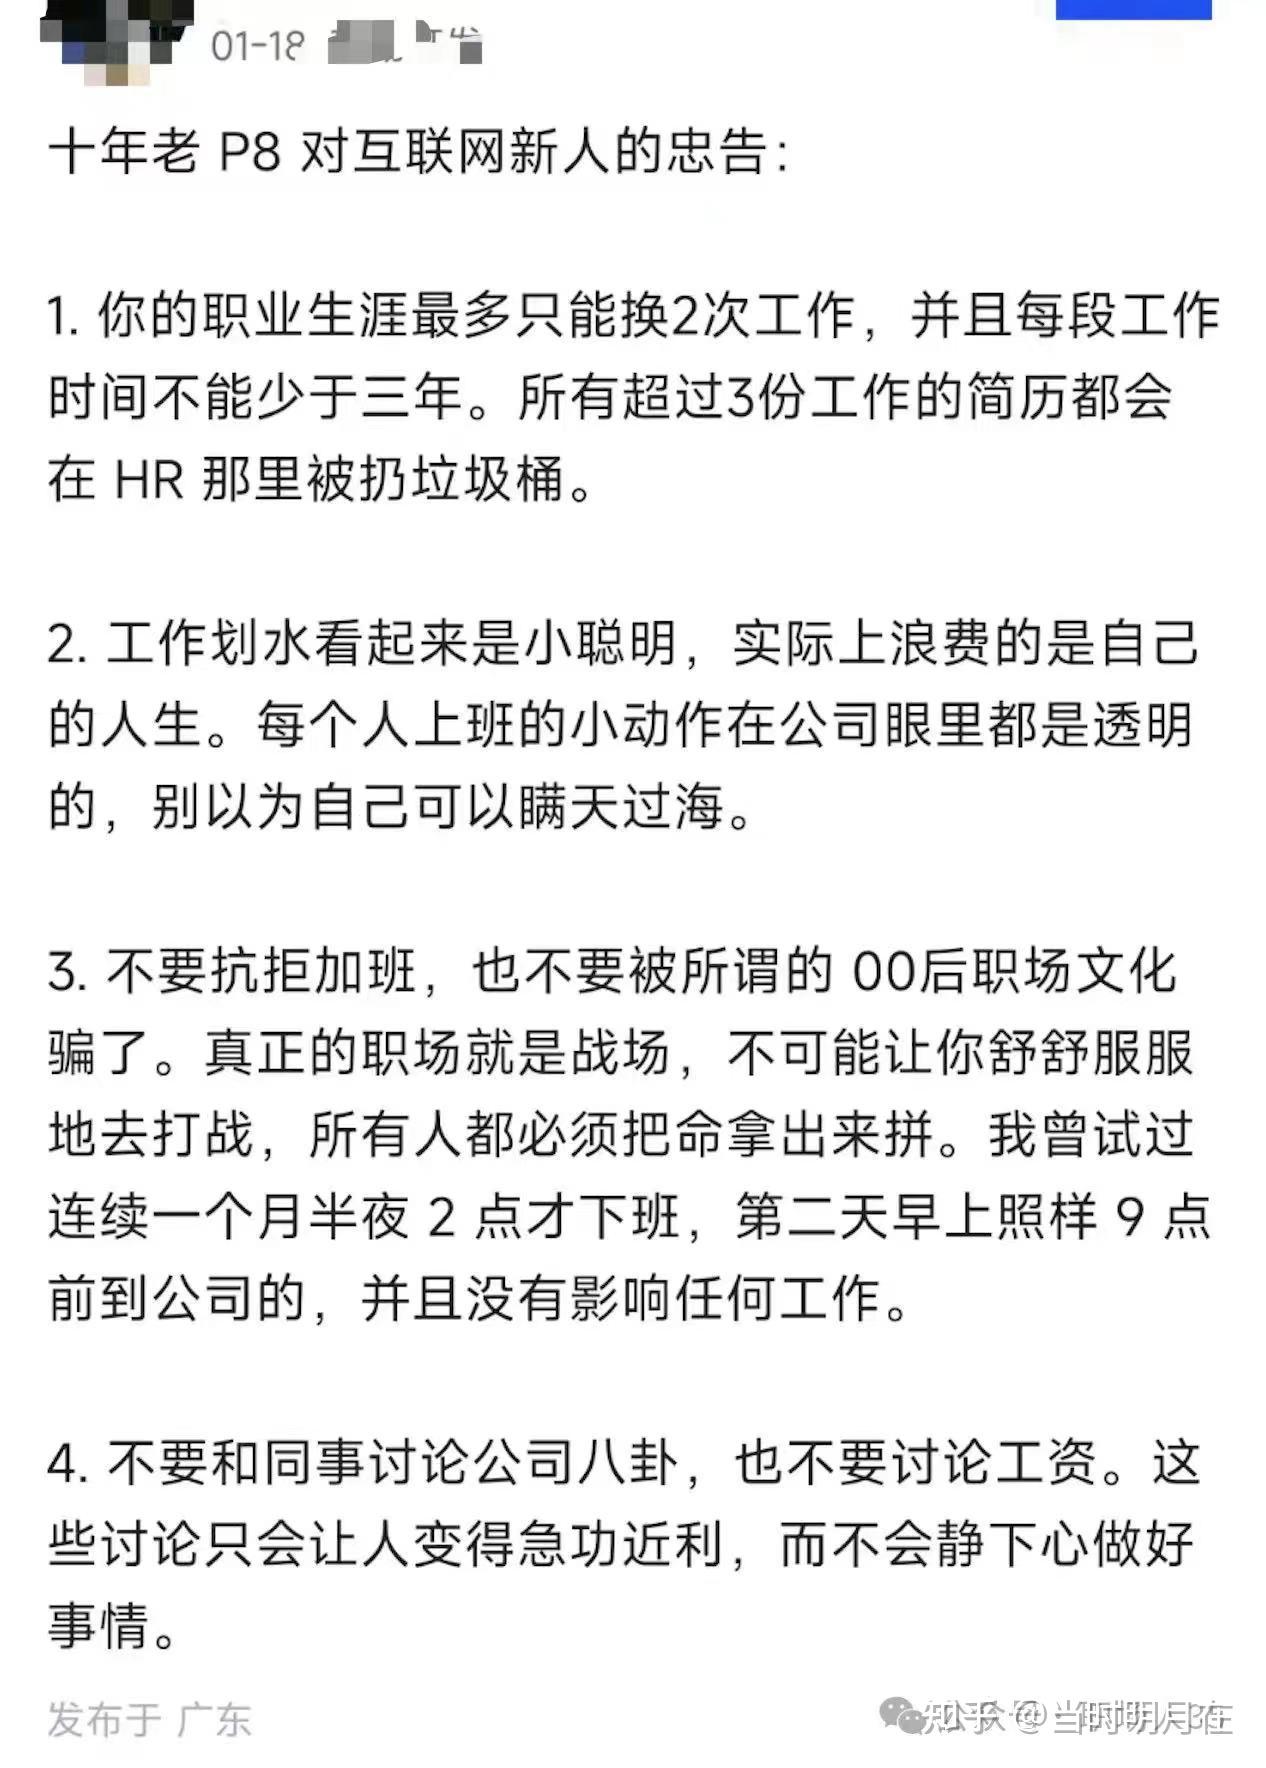 01-18
十年老 P8 对互联网新人的忠告：
1. 你的职业生涯最多只能换2次工作，并且每段工作
时间不能少于三年。所有超过3份工作的简历都会
在 HR 那里被扔垃圾桶。
2. 工作划水看起来是小聪明，实际上浪费的是自己
的人生。每个人上班的小动作在公司眼里都是透明
的，别以为自己可以瞒天过海。
3. 不要抗拒加班，也不要被所谓的 00后职场文化
骗了。真正的职场就是战场，不可能让你舒舒服服
地去打战，所有人都必须把命拿出来拼。我曾试过
连续一个月半夜 2 点才下班，第二天早上照样 9 点
前到公司的，并且没有影响任何工作。
4. 不要和同事讨论公司八卦，也不要讨论工资。这
些讨论只会让人变得急功近利，而不会静下心做好
事情。
发布于 广东
知乎 @当时明月在